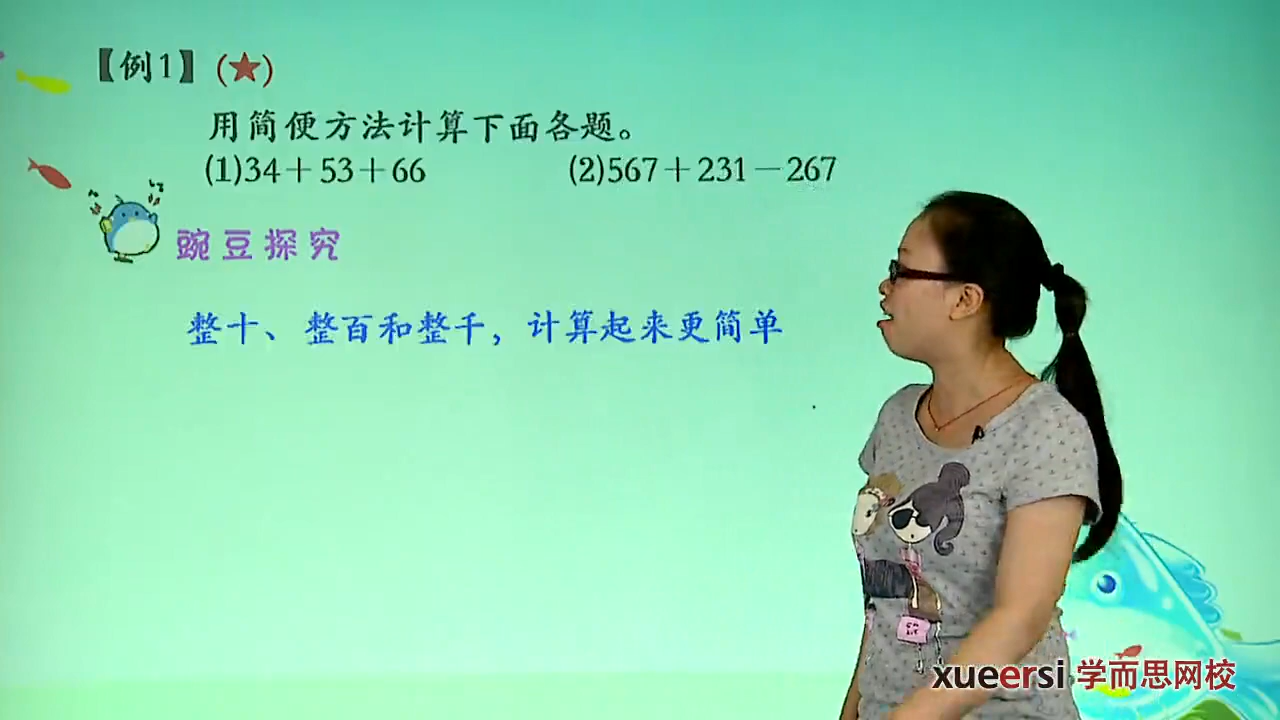 【例1】(★)
用简便方法计算下面各题。
(1)34＋53＋66 (2)567＋231－267
豌豆探究
整十、整百和整千，计算起来更简单
xueersi 学而思网校